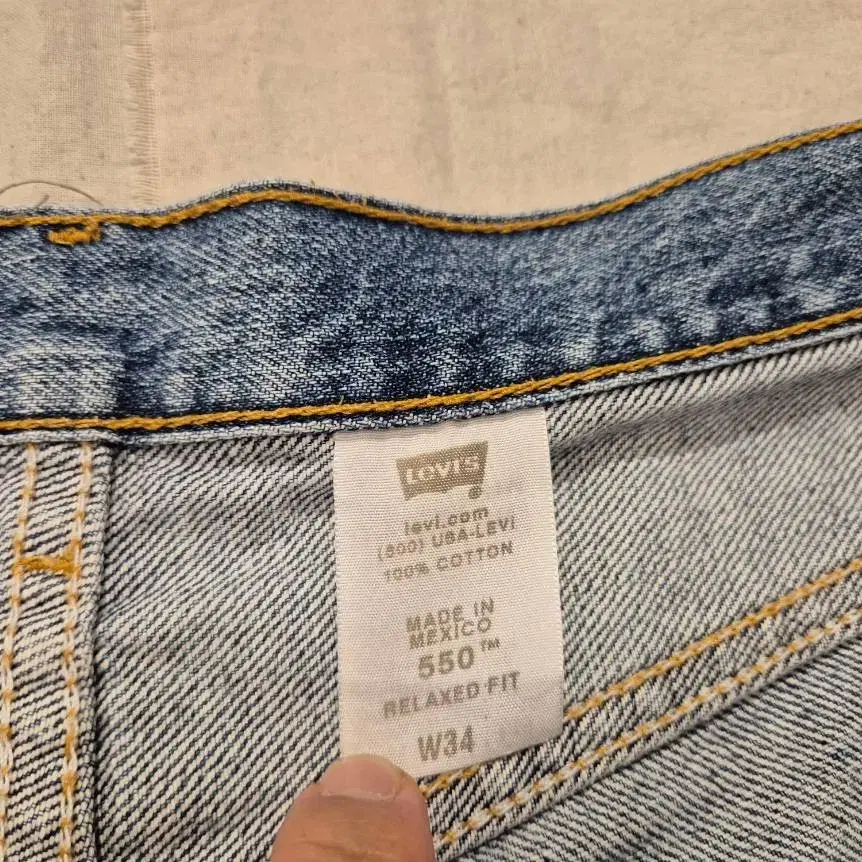 LEVI'S
®
levi.com
(800) USA-LEVI
100% COTTON
MADE IN
MEXICO
550™
RELAXED FIT
W34